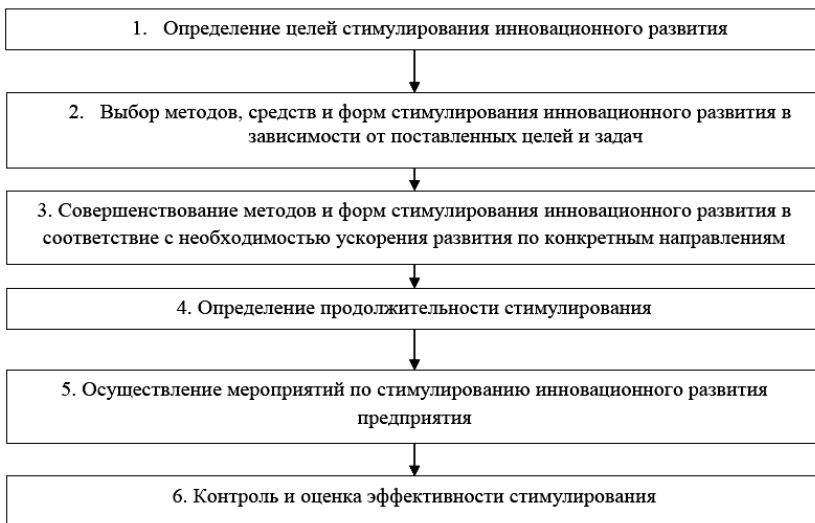 1. Определение целей стимулирования инновационного развития
2. Выбор методов, средств и форм стимулирования инновационного развития в
зависимости от поставленных целей и задач
3. Совершенствование методов и форм стимулирования инновационного развития в
соответствие с необходимостью ускорения развития по конкретным направлениям
4. Определение продолжительности стимулирования
5. Осуществление мероприятий по стимулированию инновационного развития
предприятия
6. Контроль и оценка эффективности стимулирования